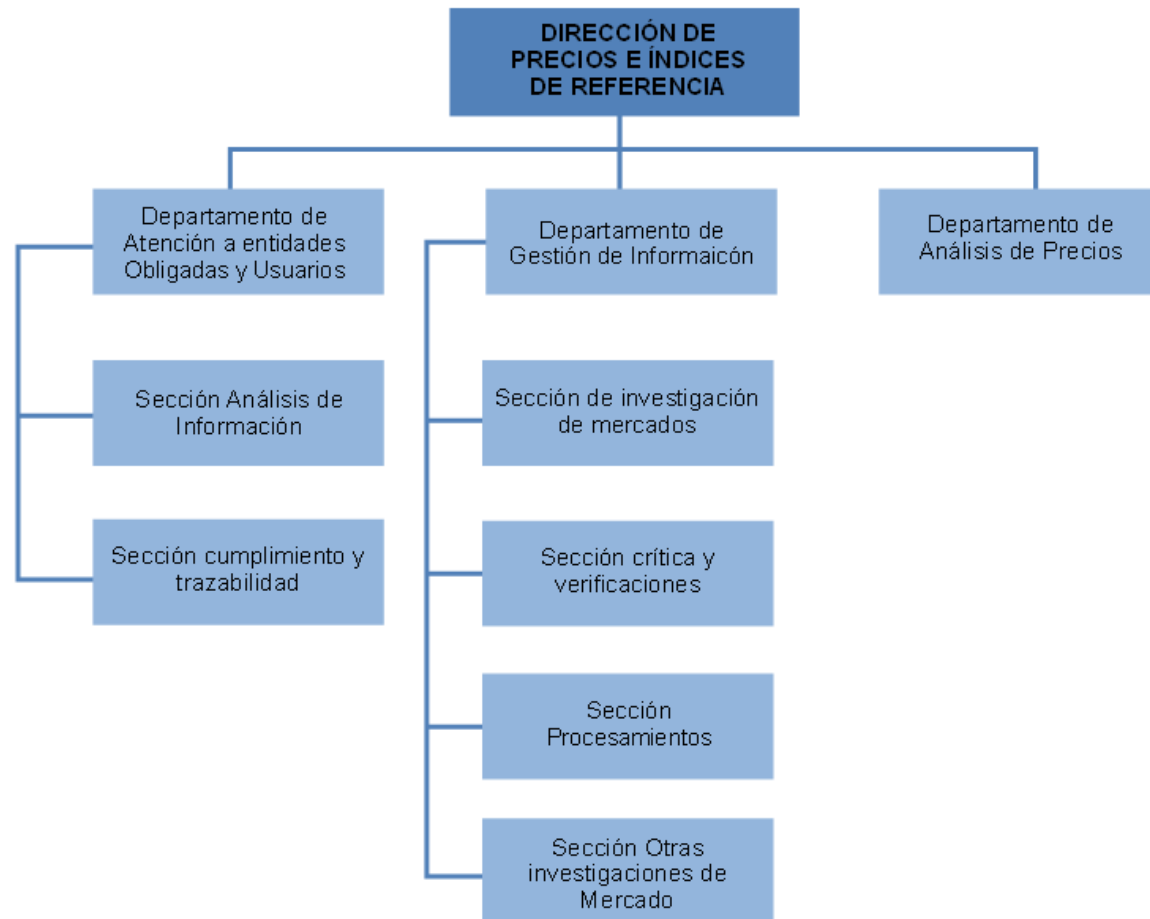 DIRECCIÓN DE
PRECIOS E ÍNDICES
DE REFERENCIA
Departamento de
Atención a entidades
Obligadas y Usuarios
Departamento de
Gestión de Informaicón
Departamento de
Análisis de Precios
Sección Análisis de
Información
Sección de investigación
de mercados
Sección cumplimiento y
trazabilidad
Sección crítica y
verificaciones
Sección
Procesamientos
Sección Otras
investigaciones de
Mercado